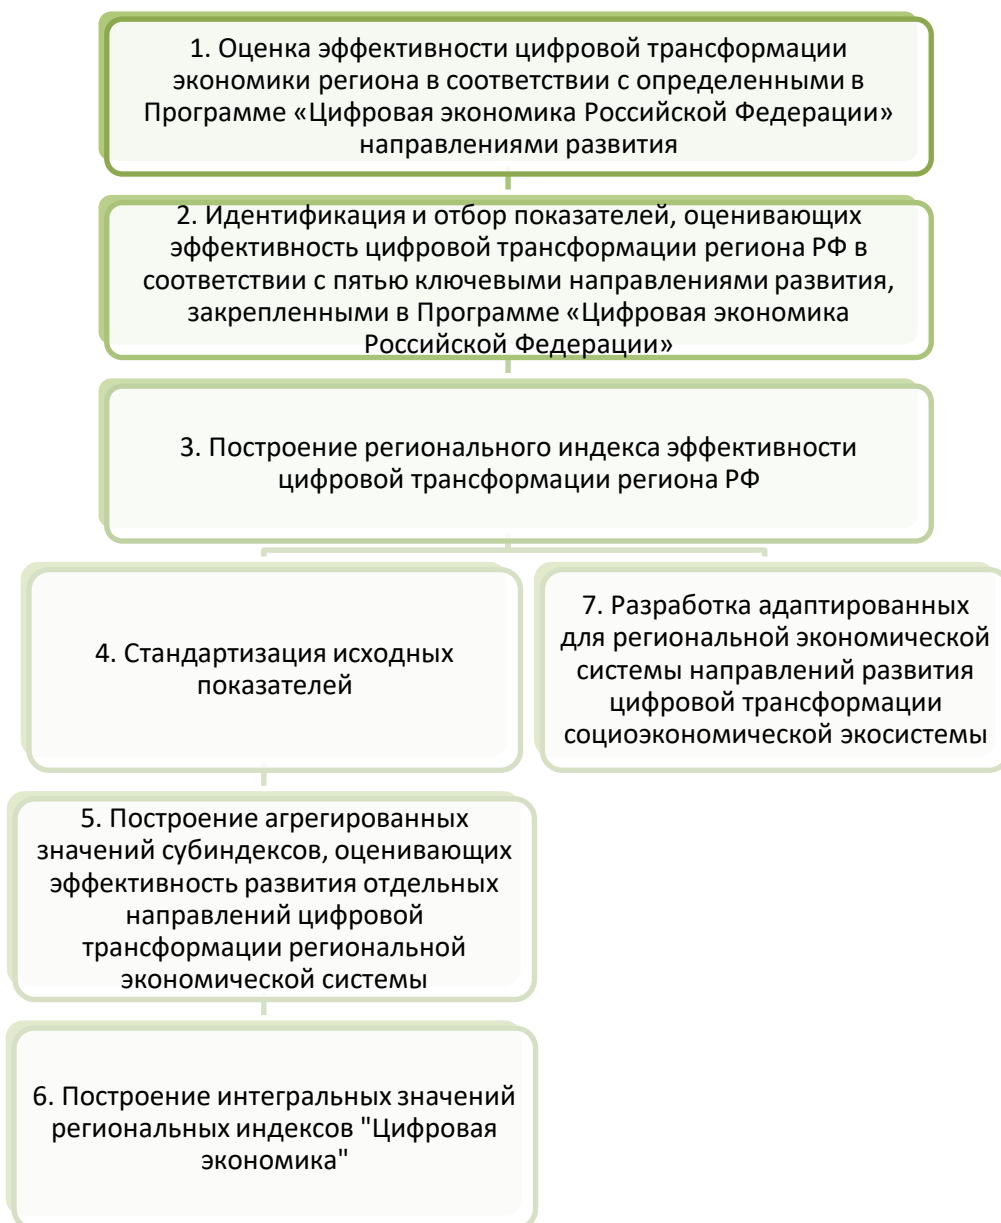 1. Оценка эффективности цифровой трансформации
экономики региона в соответствии с определенными в
Программе «Цифровая экономика Российской Федерации»
направлениями развития
2. Идентификация и отбор показателей, оценивающих
эффективность цифровой трансформации региона РФ в
соответствии с пятью ключевыми направлениями развития,
закрепленными в Программе «Цифровая экономика
Российской Федерации»
3. Построение регионального индекса эффективности
цифровой трансформации региона РФ
4. Стандартизация исходных
показателей
7. Разработка адаптированных
для региональной экономической
системы направлений развития
цифровой трансформации
социоэкономической экосистемы
5. Построение агрегированных
значений субиндексов, оценивающих
эффективность развития отдельных
направлений цифровой
трансформации региональной
экономической системы
6. Построение интегральных значений
региональных индексов "Цифровая
экономика"